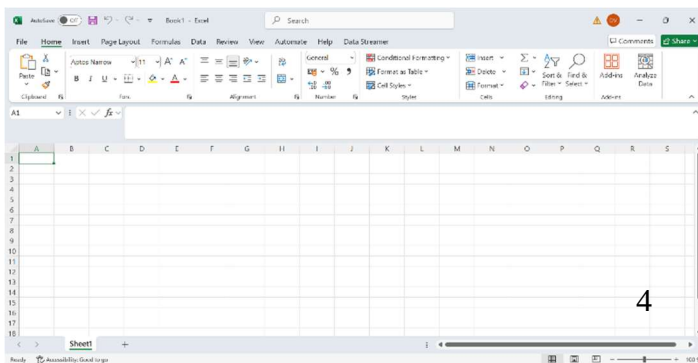 AutoSave Off Book1 - Excel Search
File Home Insert Page Layout Formulas Data Review View Automate Help Data Streamer Comments Share
Aptos Narrow 11 A A General Conditional Formatting Insert Σ
Paste % 9 Format as Table Delete Sort & Find & Add-ins Analyze
B I U A Cell Styles Format Filter Select Data
Clipboard Font Alignment Number Styles Cells Editing Add-ins
A1 fx
A B C D E F G H I J K L M N O P Q R S
1
2
3
4
5
6
7
8
9
10
11
12
13
14
15
16
17
18
4
Sheet1 +
Ready Accessibility: Good to go